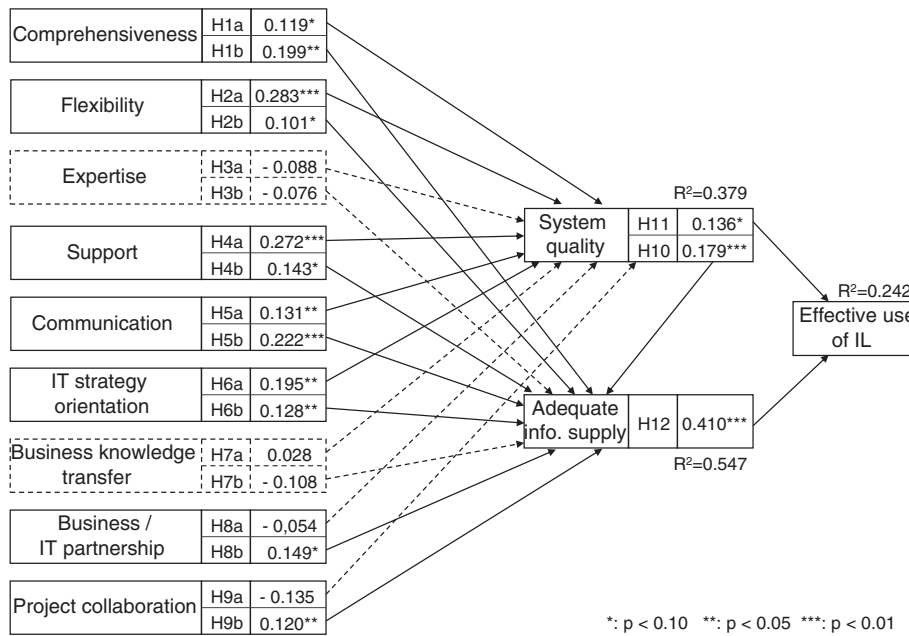 Comprehensiveness
H1a 0.119*
H1b 0.199**
Flexibility
H2a 0.283***
H2b 0.101*
Expertise
H3a - 0.088
H3b - 0.076
Support
H4a 0.272***
H4b 0.143*
Communication
H5a 0.131**
H5b 0.222***
IT strategy
orientation
H6a 0.195**
H6b 0.128**
Business knowledge
transfer
H7a 0.028
H7b - 0.108
Business /
IT partnership
H8a - 0,054
H8b 0.149*
Project collaboration
H9a - 0.135
H9b 0.120**
R²=0.379
System
quality
H11 0.136*
H10 0.179***
Adequate
info. supply
H12 0.410***
R²=0.547
R²=0.242
Effective use
of IL
*: p < 0.10 **: p < 0.05 ***: p < 0.01